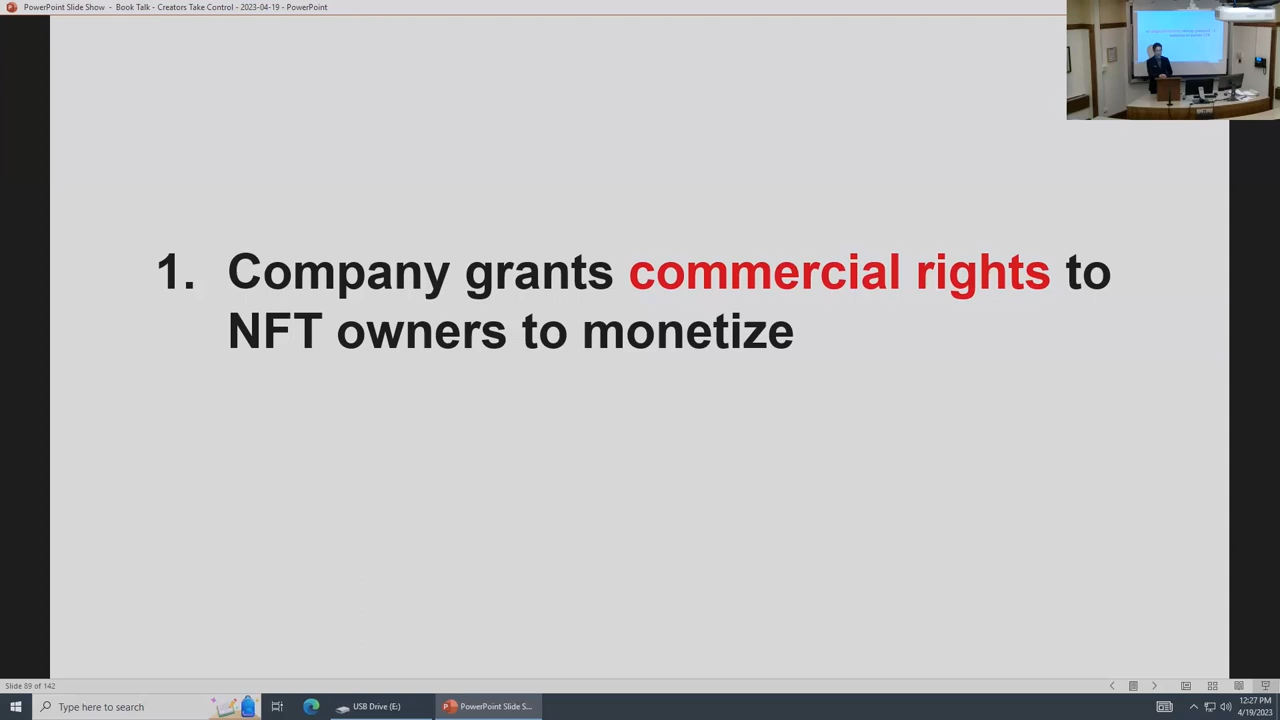 PowerPoint Slide Show - Book Talk - Creators Take Control - 2023-04-19 - PowerPoint
1. Company grants commercial rights to
NFT owners to monetize
Slide 89 of 142
Type here to search
USB Drive (E:)
PowerPoint Slide S...
12:27 PM
4/19/2023